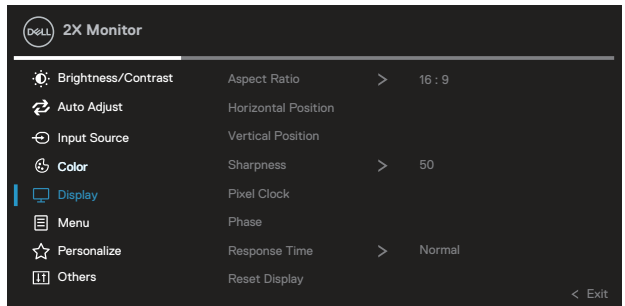 DELL 2X Monitor
Brightness/Contrast Aspect Ratio > 16 : 9
Auto Adjust Horizontal Position
Input Source Vertical Position
Color Sharpness > 50
Display Pixel Clock
Menu Phase
Personalize Response Time > Normal
Others Reset Display
< Exit